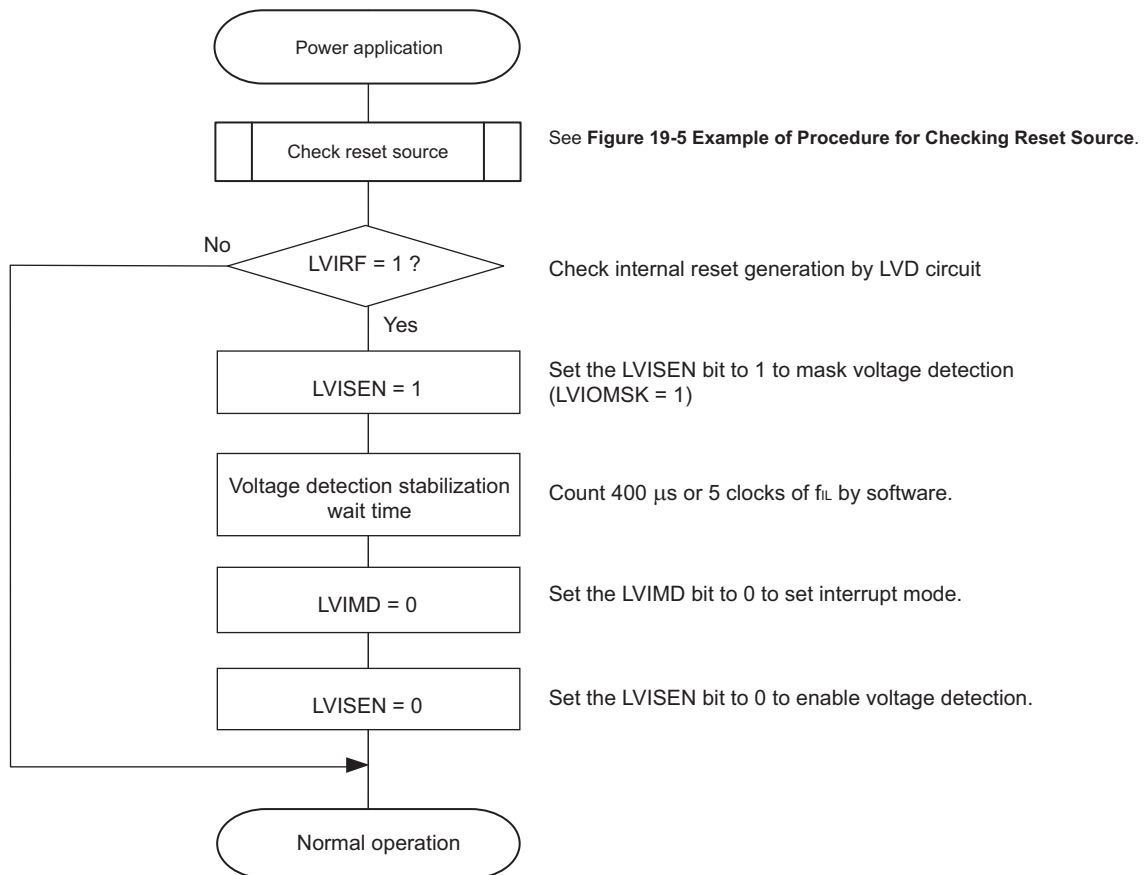 Power application
Check reset source
See Figure 19-5 Example of Procedure for Checking Reset Source.
No
LVIRF = 1 ?
Check internal reset generation by LVD circuit
Yes
LVISEN = 1
Set the LVISEN bit to 1 to mask voltage detection
(LVIOMSK = 1)
Voltage detection stabilization
wait time
Count 400 μs or 5 clocks of fIL by software.
LVIMD = 0
Set the LVIMD bit to 0 to set interrupt mode.
LVISEN = 0
Set the LVISEN bit to 0 to enable voltage detection.
Normal operation